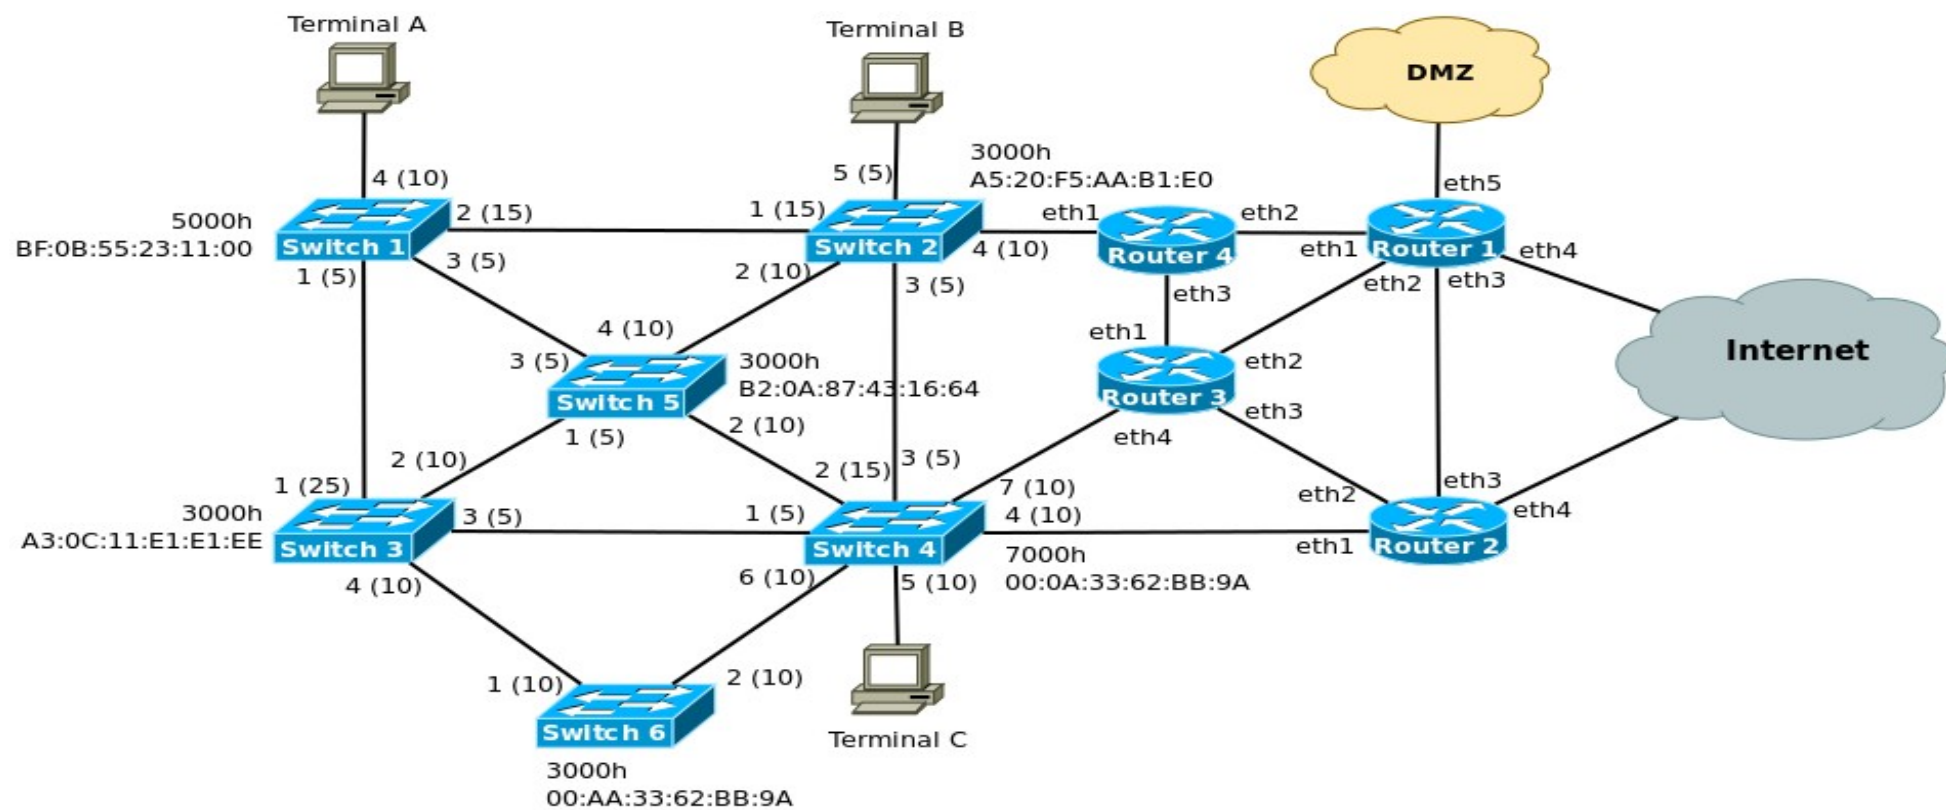 Terminal A
Terminal B
DMZ
3000h
A5:20:F5:AA:B1:E0
5 (5)
4 (10)
eth5
5000h
BF:0B:55:23:11:00
2 (15)
1 (15)
eth1
eth2
Switch 1
Switch 2
4 (10)
Router 4
eth1
Router 1
eth4
1 (5)
3 (5)
2 (10)
3 (5)
eth3
eth2
eth3
4 (10)
eth1
3 (5)
3000h
B2:0A:87:43:16:64
eth2
Internet
Switch 5
Router 3
eth3
1 (5)
2 (10)
eth4
2 (10)
2 (15)
3 (5)
1 (25)
7 (10)
eth2
eth3
3000h
A3:0C:11:E1:E1:EE
3 (5)
1 (5)
4 (10)
eth4
Switch 3
Switch 4
eth1
Router 2
7000h
00:0A:33:62:BB:9A
4 (10)
6 (10)
5 (10)
1 (10)
2 (10)
Switch 6
Terminal C
3000h
00:AA:33:62:BB:9A